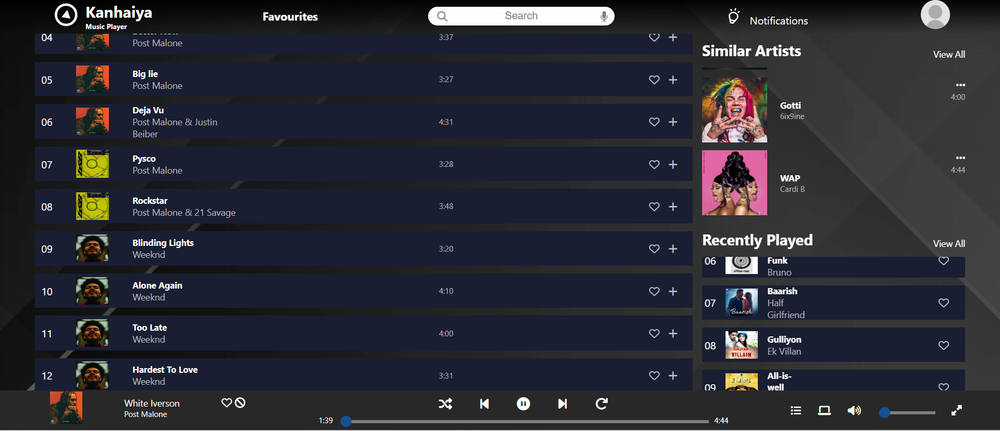 Kanhaiya
Music Player
Favourites
Search
Notifications
04
Post Malone
3:37
05
Big lie
Post Malone
3:27
06
Deja Vu
Post Malone & Justin
Beiber
4:31
07
Pysco
Post Malone
3:28
08
Rockstar
Post Malone & 21 Savage
3:48
09
Blinding Lights
Weeknd
3:20
10
Alone Again
Weeknd
4:10
11
Too Late
Weeknd
4:00
12
Hardest To Love
Weeknd
3:31
Similar Artists
View All
Gotti
6ix9ine
4:00
WAP
Cardi B
4:44
Recently Played
View All
06
Funk
Bruno
07
Baarish
Baarish
Half
Girlfriend
08
VILLAIN
Gulliyon
Ek Villan
09
3 idiots
All-is-
well
White Iverson
Post Malone
1:39
4:44